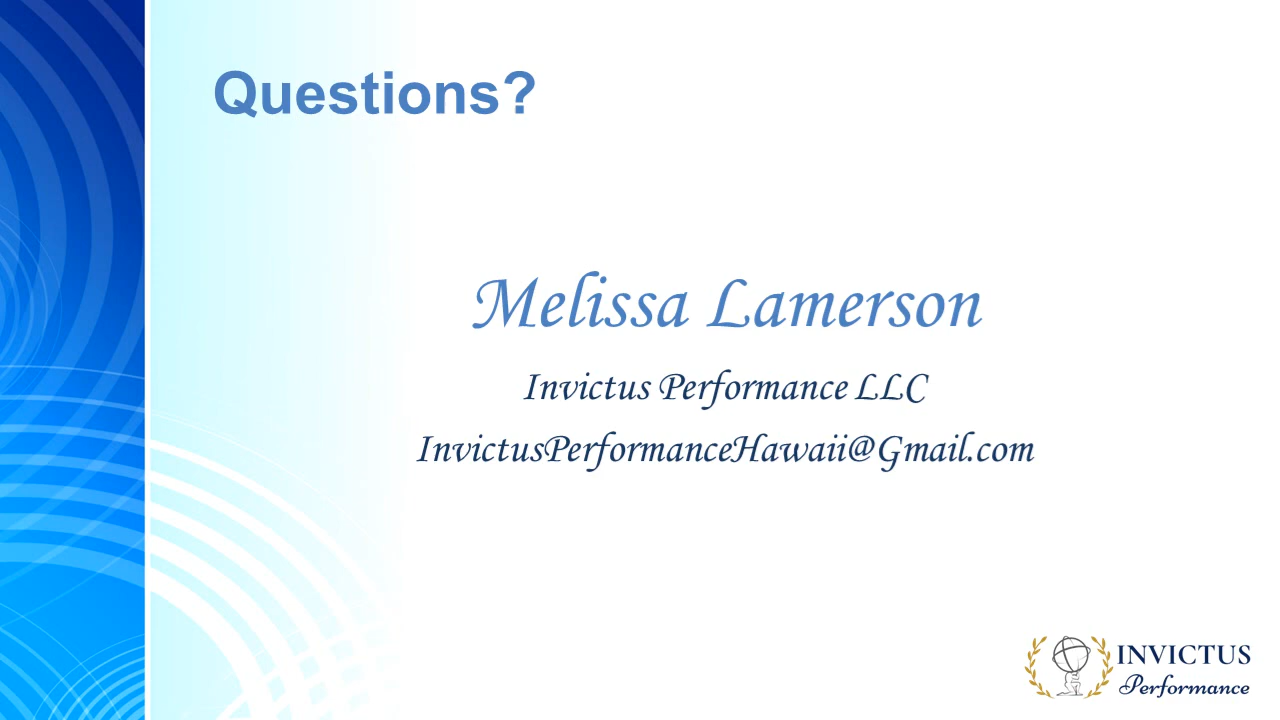 Questions?
Melissa Lamerson
Invictus Performance LLC
InvictusPerformanceHawaii@Gmail.com
INVICTUS
Performance